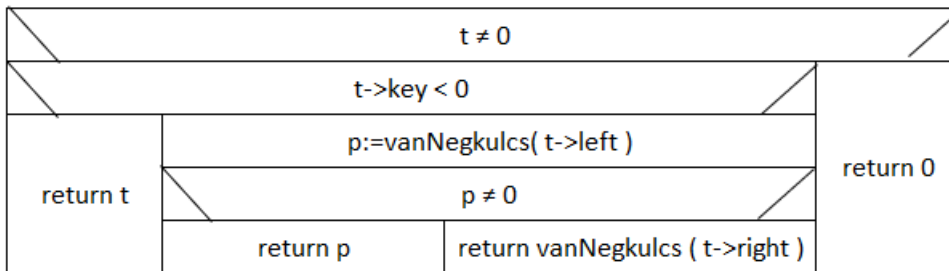 t ≠ 0
t->key < 0
p:=vanNegkulcs( t->left )
return t
return 0
p ≠ 0
return p
return vanNegkulcs ( t->right )